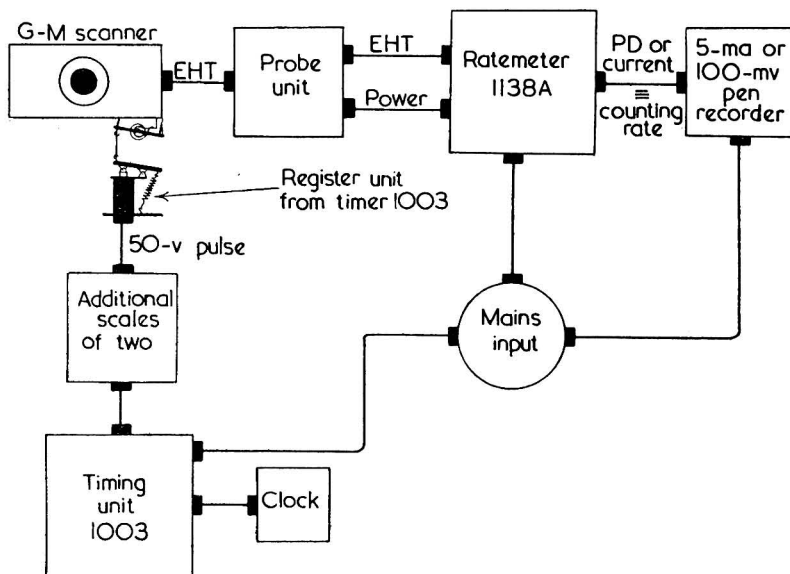 G-M scanner
EHT
Probe
unit
EHT
Power
Ratemeter
1138A
PD or
current
≡
counting
rate
5-ma or
100-mv
pen
recorder
Register unit
from timer 1003
50-v pulse
Additional
scales
of two
Mains
input
Timing
unit
1003
Clock